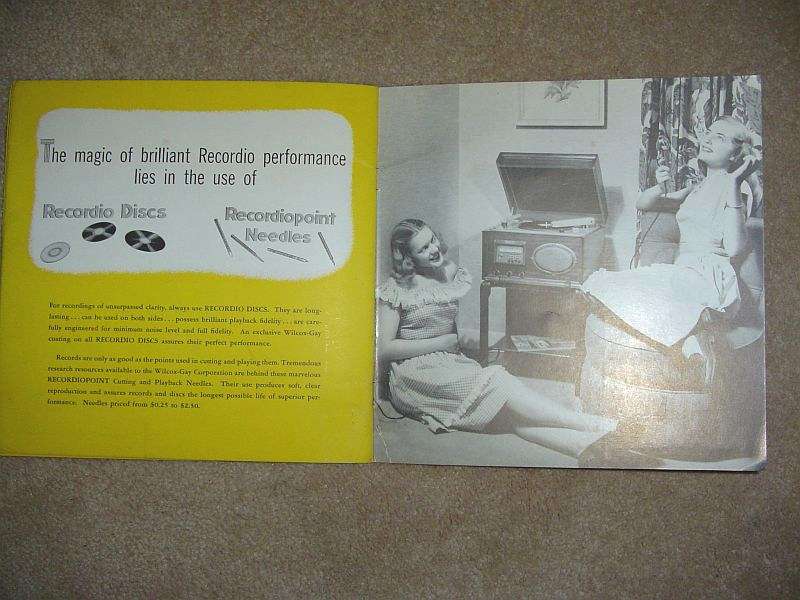 The magic of brilliant Recordio performance
lies in the use of
Recordio Discs
Recordiopoint
Needles
For recordings of unsurpassed clarity, always use RECORDIO DISCS. They are long-
lasting . . . can be used on both sides . . . possess brilliant playback fidelity . . . are care-
fully engineered for minimum noise level and full fidelity. An exclusive Wilcox-Gay
coating on all RECORDIO DISCS assures their perfect performance.
Records are only as good as the points used in cutting and playing them. Tremendous
research resources available to the Wilcox-Gay Corporation are behind these marvelous
RECORDIOPOINT Cutting and Playback Needles. Their use produces soft, clear
reproduction and assures records and discs the longest possible life of superior per-
formance. Needles priced from $0.25 to $2.50.